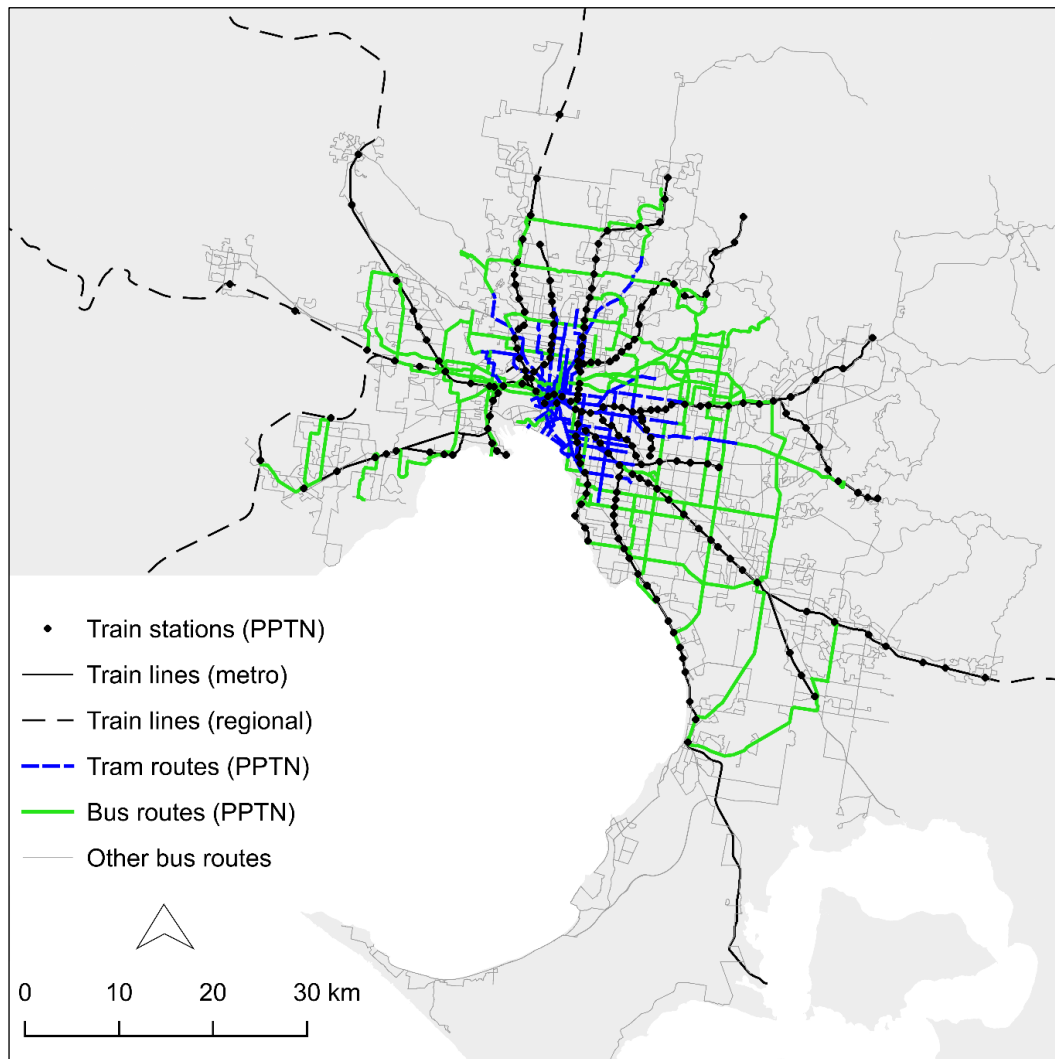 Train stations (PPTN)
Train lines (metro)
Train lines (regional)
Tram routes (PPTN)
Bus routes (PPTN)
Other bus routes
0 10 20 30 km